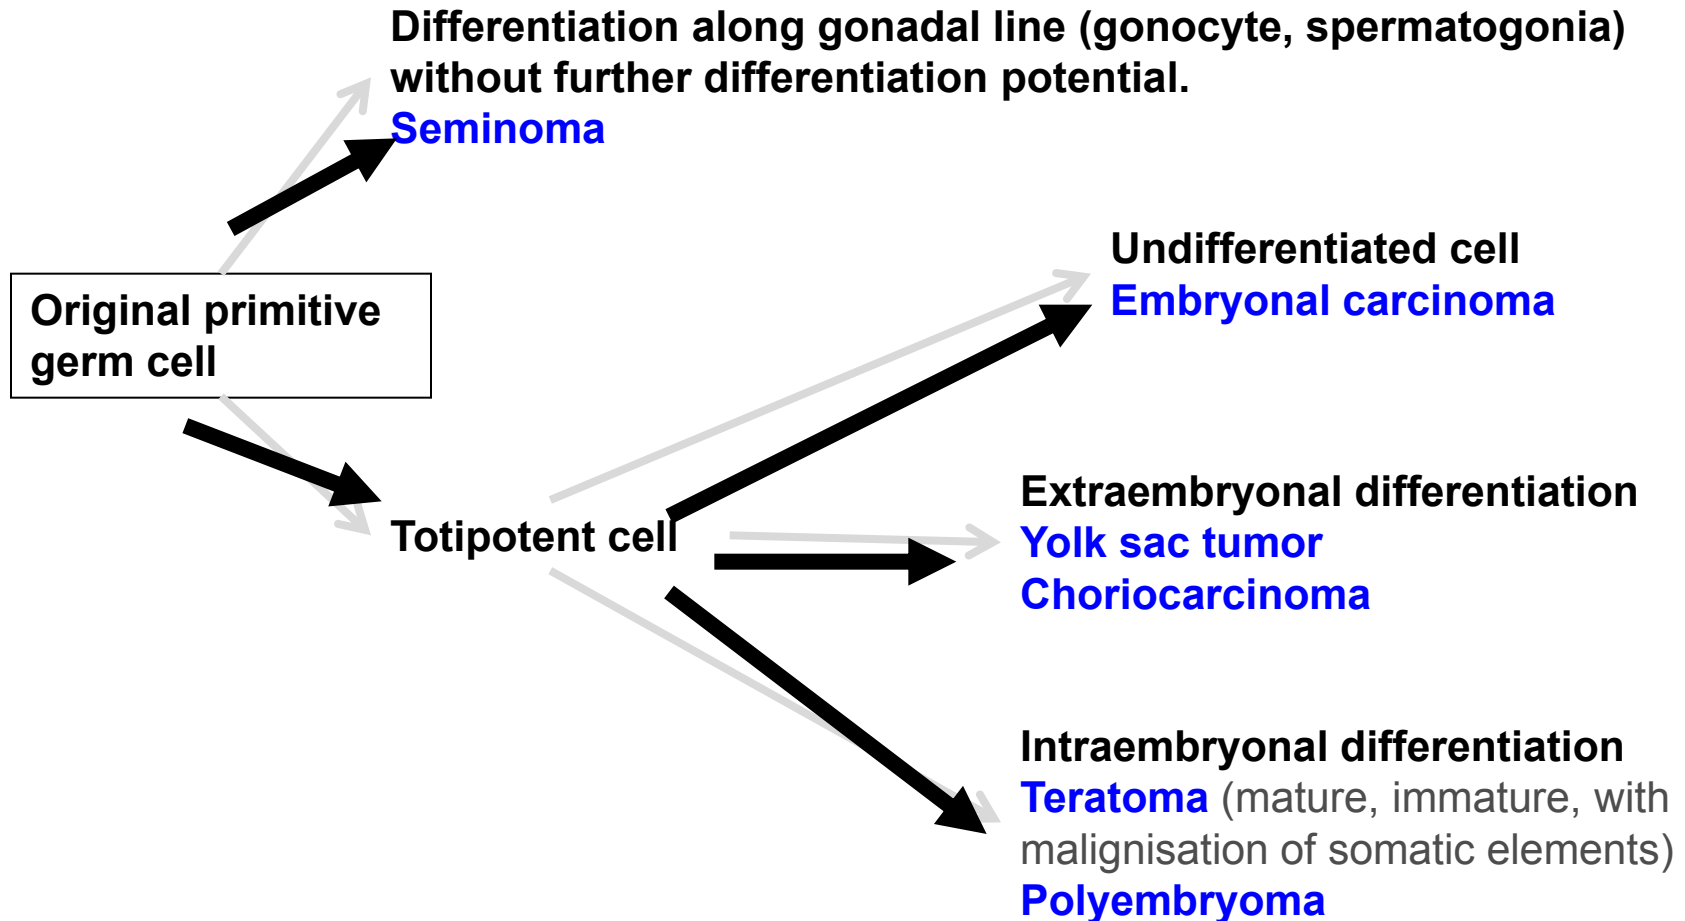 Differentiation along gonadal line (gonocyte, spermatogonia)
without further differentiation potential.
Seminoma
Original primitive
germ cell
Totipotent cell
Undifferentiated cell
Embryonal carcinoma
Extraembryonal differentiation
Yolk sac tumor
Choriocarcinoma
Intraembryonal differentiation
Teratoma (mature, immature, with
malignisation of somatic elements)
Polyembryoma